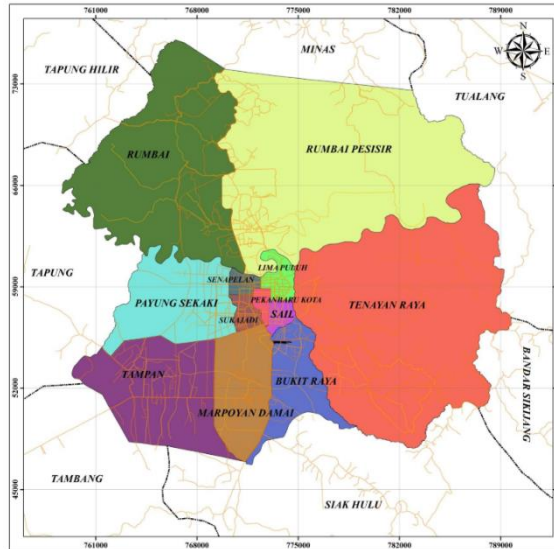 761000 768000 775000 782000 789000
N
W E
S
MINAS
TAPUNG HILIR
TUALANG
73000
RUMBAI
RUMBAI PESISIR
66000
TAPUNG
LIMA PULUH
SENAPELAN
59000
PEKANBARU KOTA
PAYUNG SEKAKI
TENAYAN RAYA
SAIL
SUKAJADI
TAMPAN
BUKIT RAYA
52000
MARPOYAN DAMAI
BANDAR SIKIJANG
TAMBANG
SIAK HULU
45000
761000 768000 775000 782000 789000